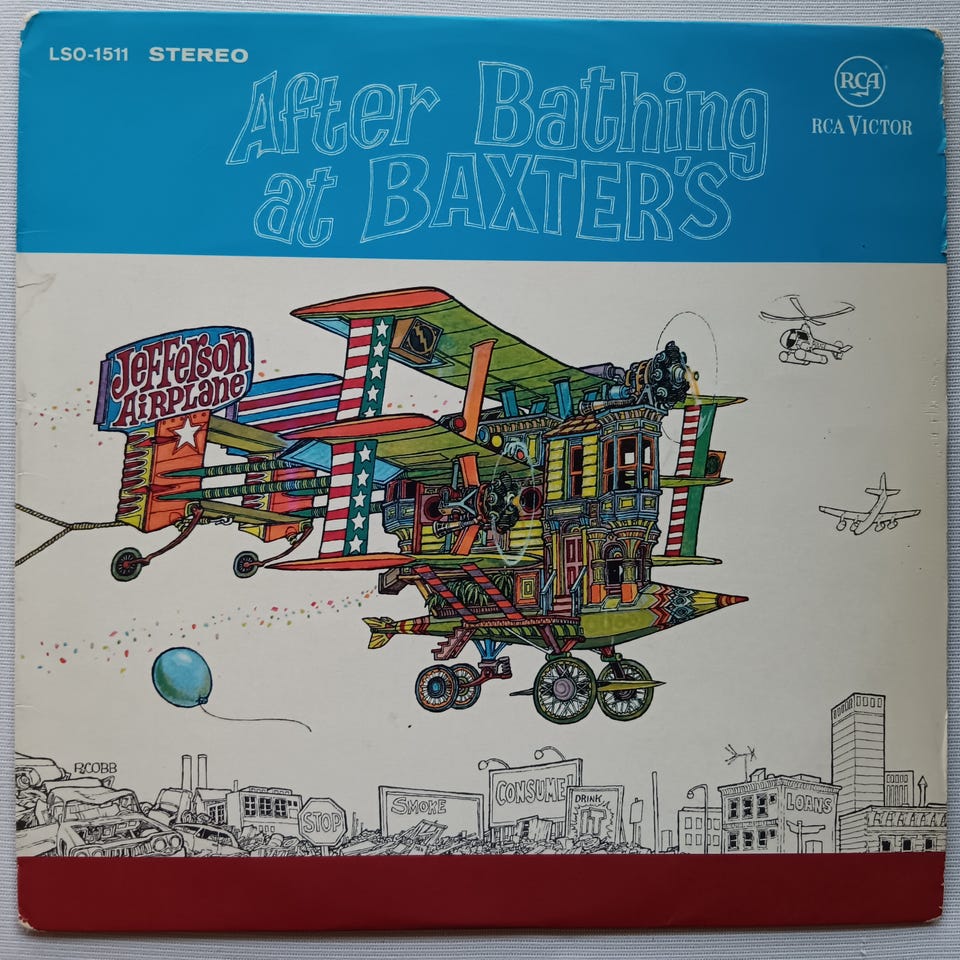 LSO-1511 STEREO
After Bathing
at BAXTER'S
RCA
RCA VICTOR
JEFFERSON
AIRPLANE
R.COBB
STOP
SMOKE
CONSUME!
DRINK
IT
LOANS